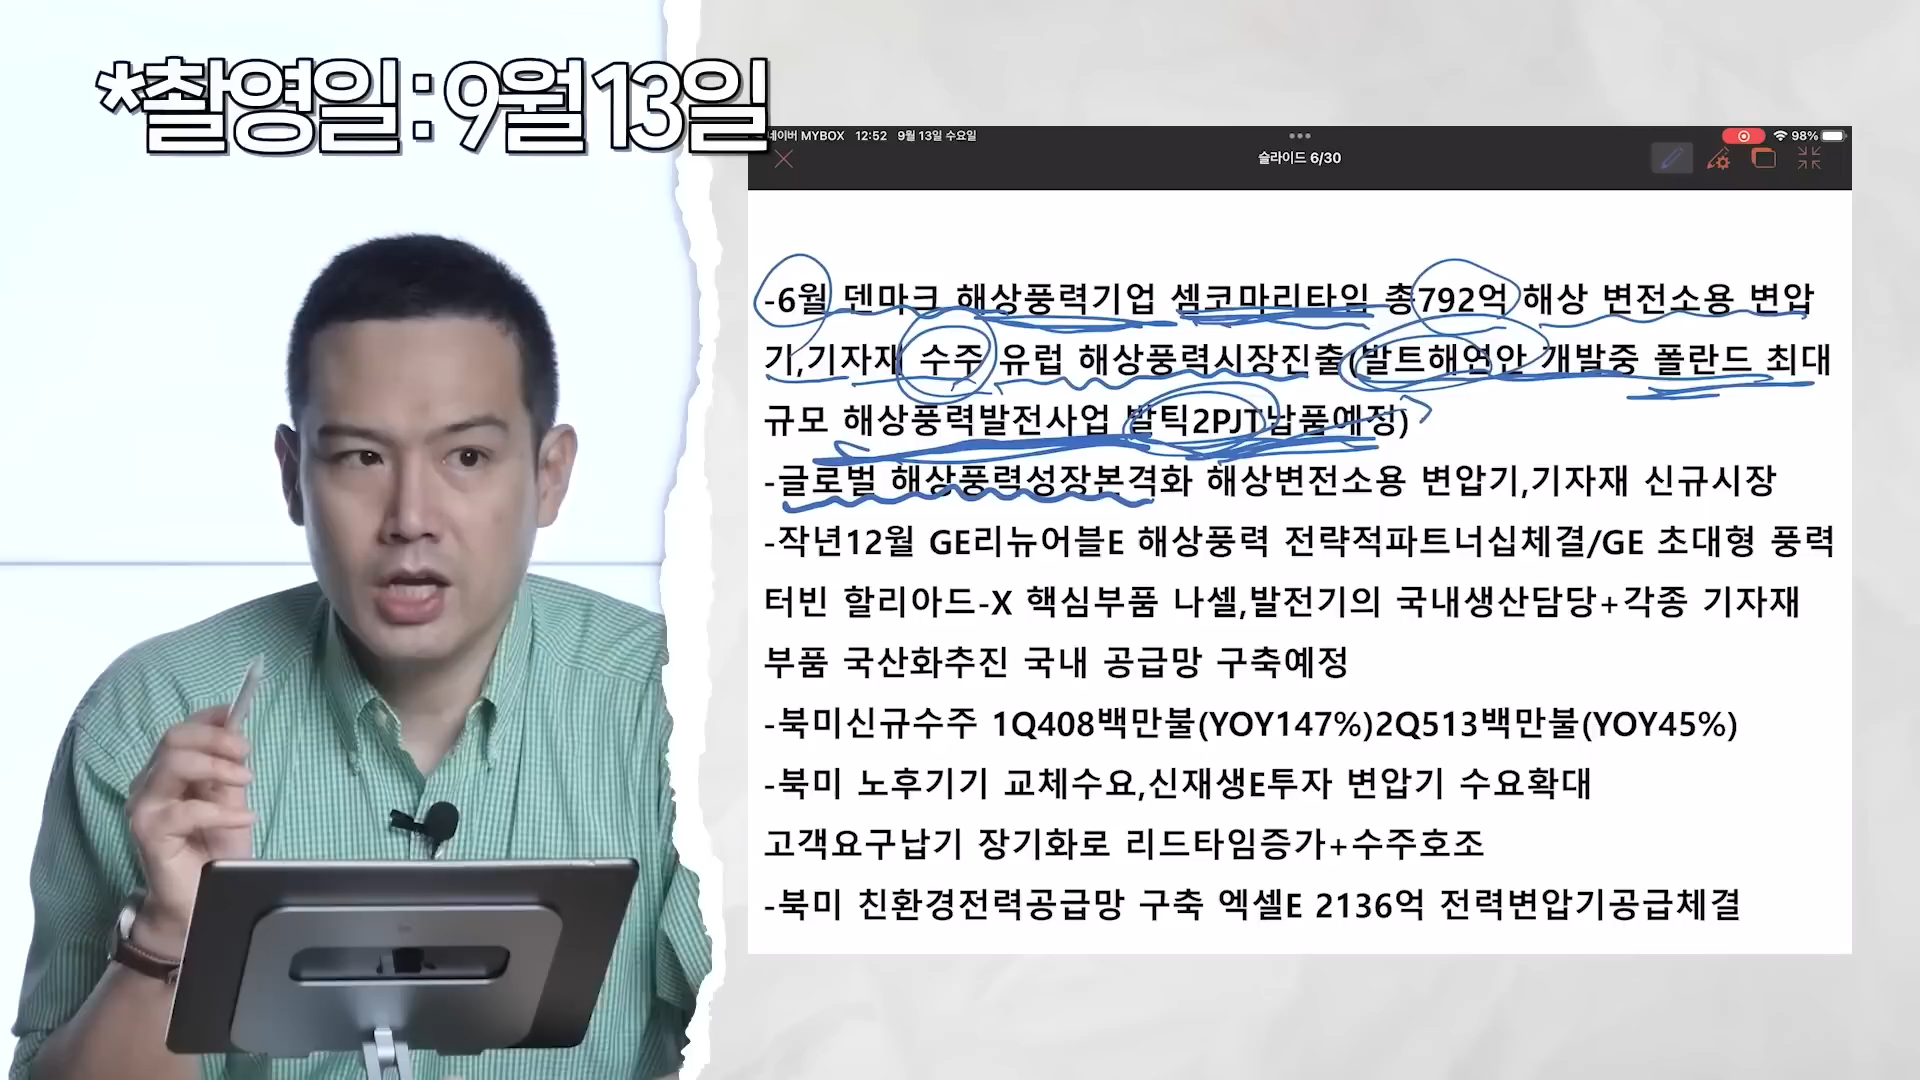 *촬영일:9월13일
네이버 MYBOX 12:52 9월 13일 수요일
98%
슬라이드 6/30
-6월 덴마크 해상풍력기업 셈코마리타임 총792억 해상 변전소용 변압
기,기자재 수주 유럽 해상풍력시장진출(발트해연안 개발중 폴란드 최대
규모 해상풍력발전사업 발틱2PJT납품예정)
-글로벌 해상풍력성장본격화 해상변전소용 변압기,기자재 신규시장
-작년12월 GE리뉴어블E 해상풍력 전략적파트너십체결/GE 초대형 풍력
터빈 할리아드-X 핵심부품 나셀,발전기의 국내생산담당+각종 기자재
부품 국산화추진 국내 공급망 구축예정
-북미신규수주 1Q408백만불(YOY147%)2Q513백만불(YOY45%)
-북미 노후기기 교체수요,신재생E투자 변압기 수요확대
고객요구납기 장기화로 리드타임증가+수주호조
-북미 친환경전력공급망 구축 엑셀E 2136억 전력변압기공급체결